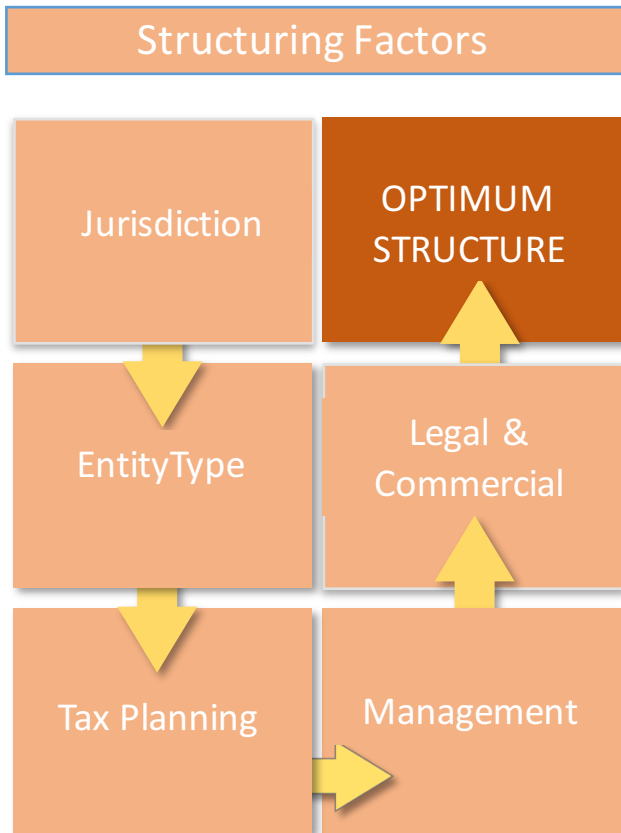 Structuring Factors
Jurisdiction
OPTIMUM
STRUCTURE
EntityType
Legal &
Commercial
Tax Planning
Management